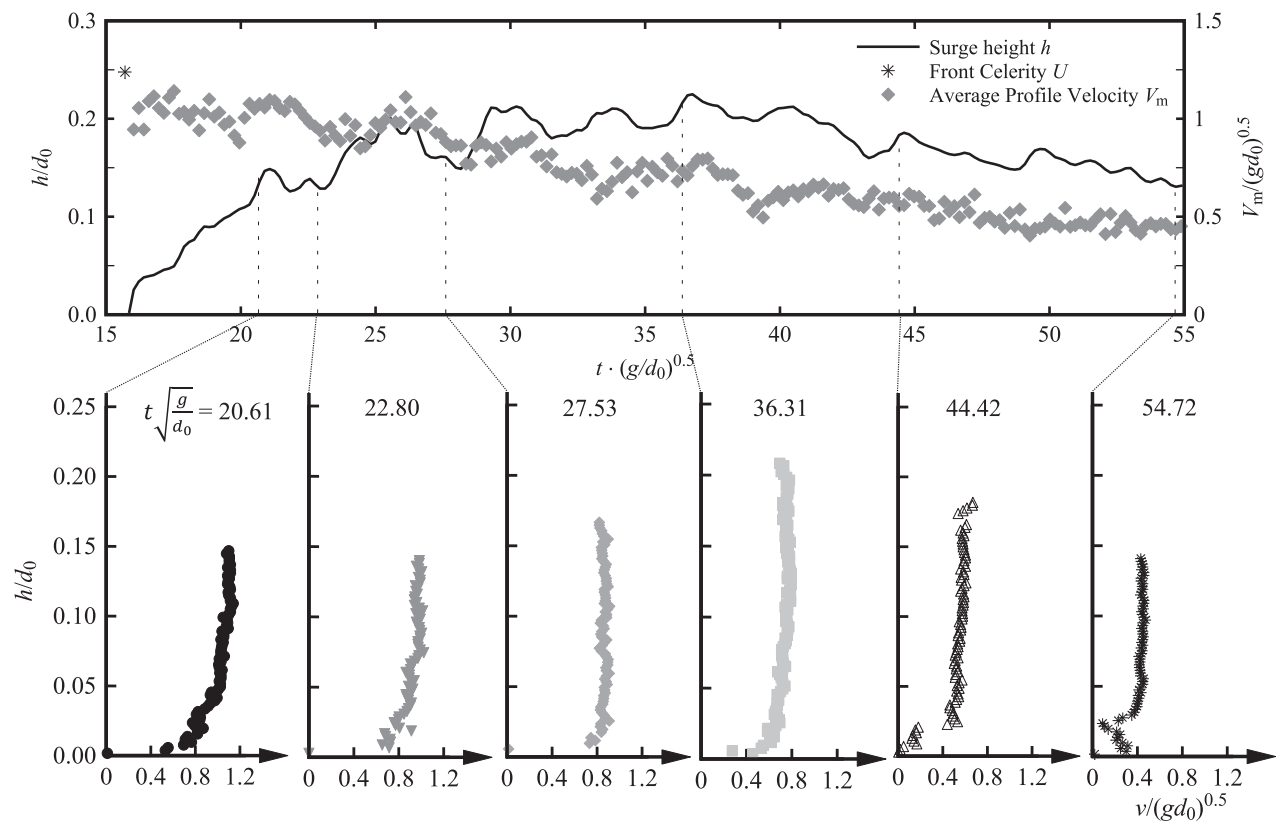 0.3
0.2
0.1
0.0
h/d₀
1.5
1
0.5
0
Vₘ/(gd₀)^0.5
Surge height h
Front Celerity U
Average Profile Velocity Vₘ
15 20 25 30 35 40 45 50 55
t · (g/d₀)^0.5
0.25
0.20
0.15
0.10
0.05
0.00
h/d₀
t√(g/d₀) = 20.61 22.80 27.53 36.31 44.42 54.72
0 0.4 0.8 1.2 0 0.4 0.8 1.2 0 0.4 0.8 1.2 0 0.4 0.8 1.2 0 0.4 0.8 1.2 0 0.4 0.8 1.2
v/(gd₀)^0.5